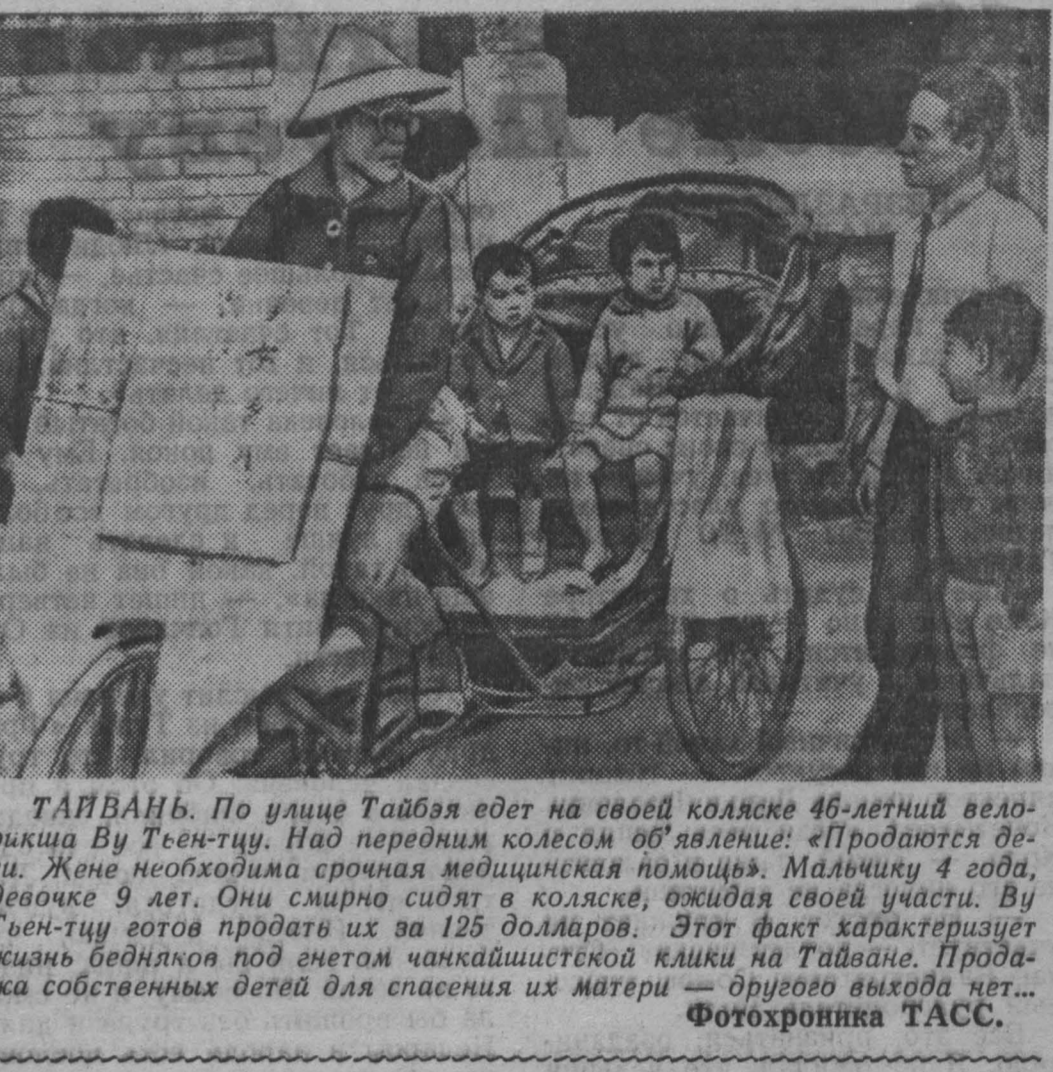 ТАЙВАНЬ. По улице Тайбэя едет на своей коляске 46-летний вело-
рикша Ву Тьен-тцу. Над передним колесом об’явление: «Продаются де-
ти. Жене необходима срочная медицинская помощь». Мальчику 4 года,
девочке 9 лет. Они смирно сидят в коляске, ожидая своей участи. Ву
Тьен-тцу готов продать их за 125 долларов. Этот факт характеризует
жизнь бедняков под гнетом чанкайшистской клики на Тайване. Прода-
жа собственных детей для спасения их матери — другого выхода нет...
Фотохроника ТАСС.